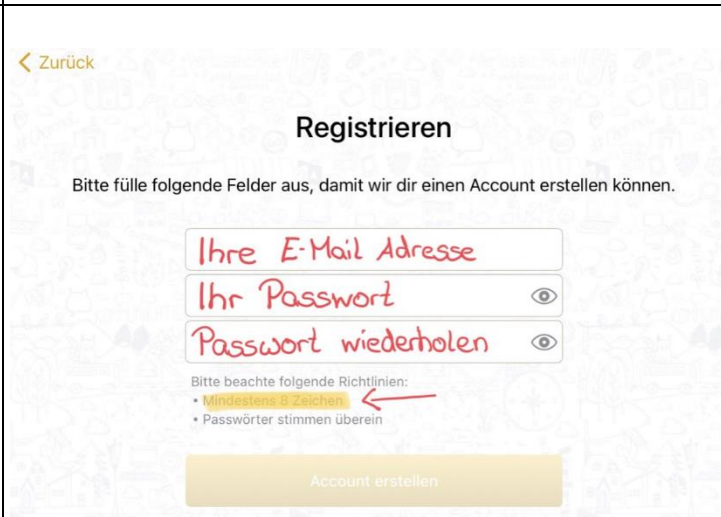 Zurück
Registrieren
Bitte fülle folgende Felder aus, damit wir dir einen Account erstellen können.
Ihre E-Mail Adresse
Ihr Passwort
Passwort wiederholen
Bitte beachte folgende Richtlinien:
• Mindestens 8 Zeichen
• Passwörter stimmen überein
Account erstellen